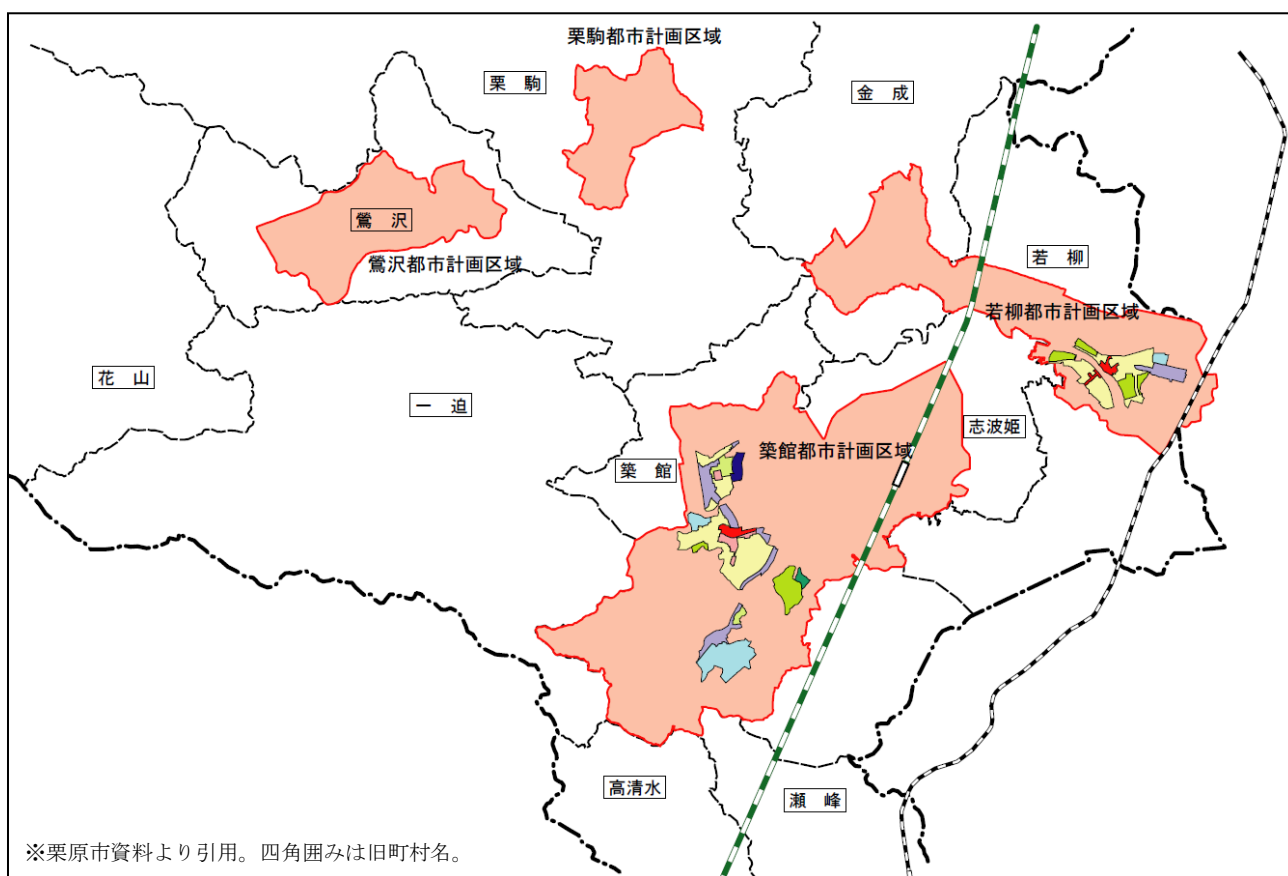 栗駒都市計画区域
栗 駒
金 成
鶯 沢
若 柳
鶯沢都市計画区域
若柳都市計画区域
花 山
一 迫
志波姫
築館都市計画区域
築 館
高清水
瀬 峰
※栗原市資料より引用。四角囲みは旧町村名。